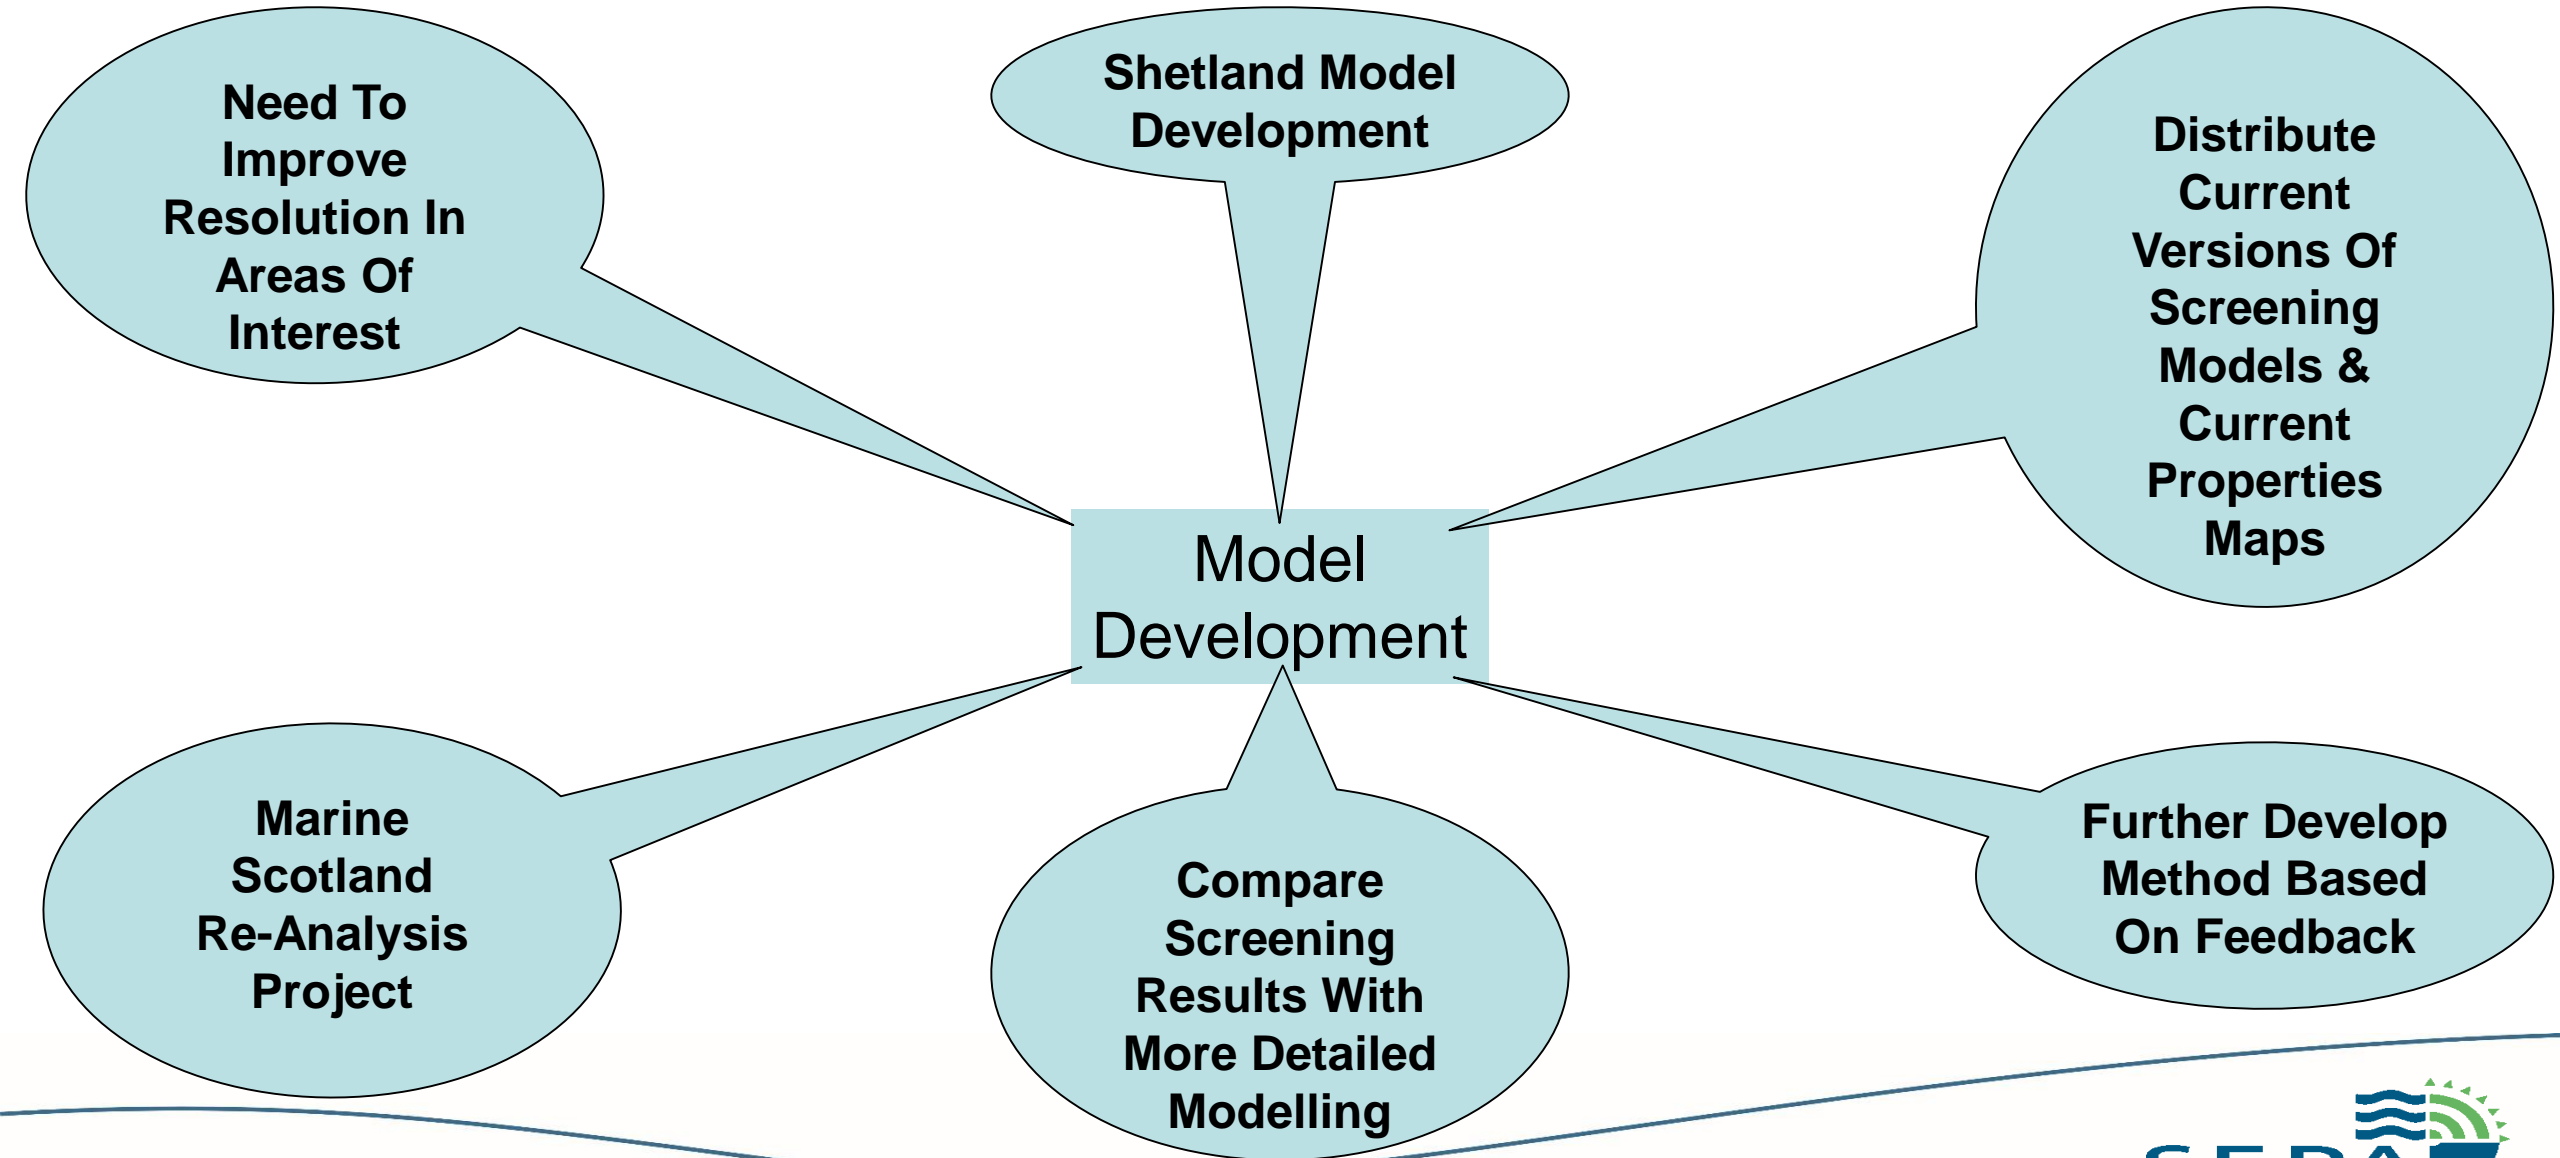 Need To
Improve
Resolution In
Areas Of
Interest
Shetland Model
Development
Distribute
Current
Versions Of
Screening
Models &
Current
Properties
Maps
Model
Development
Marine
Scotland
Re-Analysis
Project
Compare
Screening
Results With
More Detailed
Modelling
Further Develop
Method Based
On Feedback
SEPA